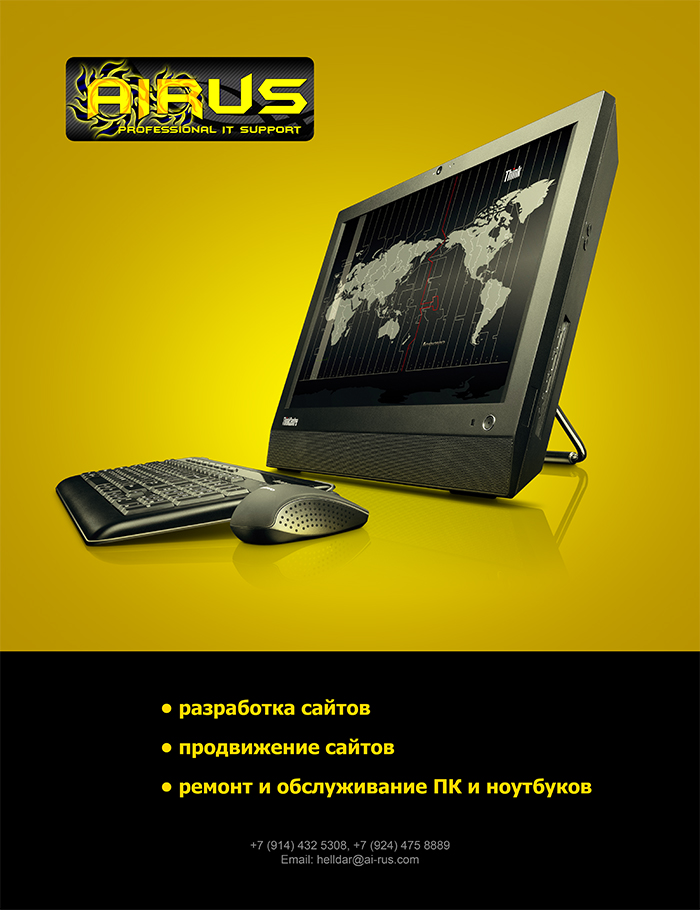 AIRUS
PROFESSIONAL IT SUPPORT
Think
ThinkCentre
• разработка сайтов
• продвижение сайтов
• ремонт и обслуживание ПК и ноутбуков
+7 (914) 432 5308, +7 (924) 475 8889
Email: helldar@ai-rus.com